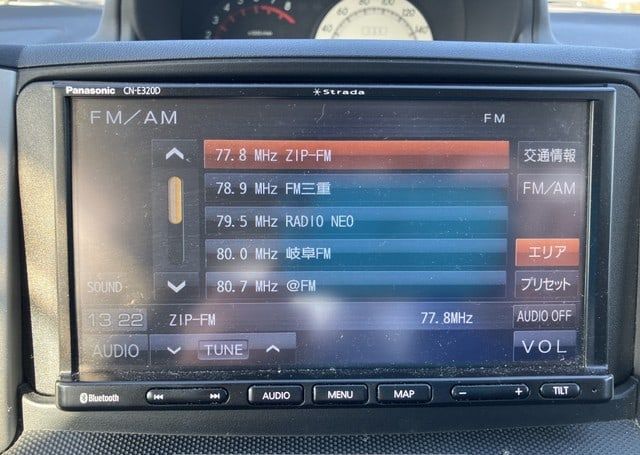 Panasonic CN-E320D Strada
FM/AM FM
77.8 MHz ZIP-FM 交通情報
78.9 MHz FM三重 FM/AM
79.5 MHz RADIO NEO
80.0 MHz 岐阜FM エリア
SOUND 80.7 MHz @FM プリセット
13 22 ZIP-FM 77.8MHz AUDIO OFF
AUDIO TUNE VOL
Bluetooth AUDIO MENU MAP − + TILT